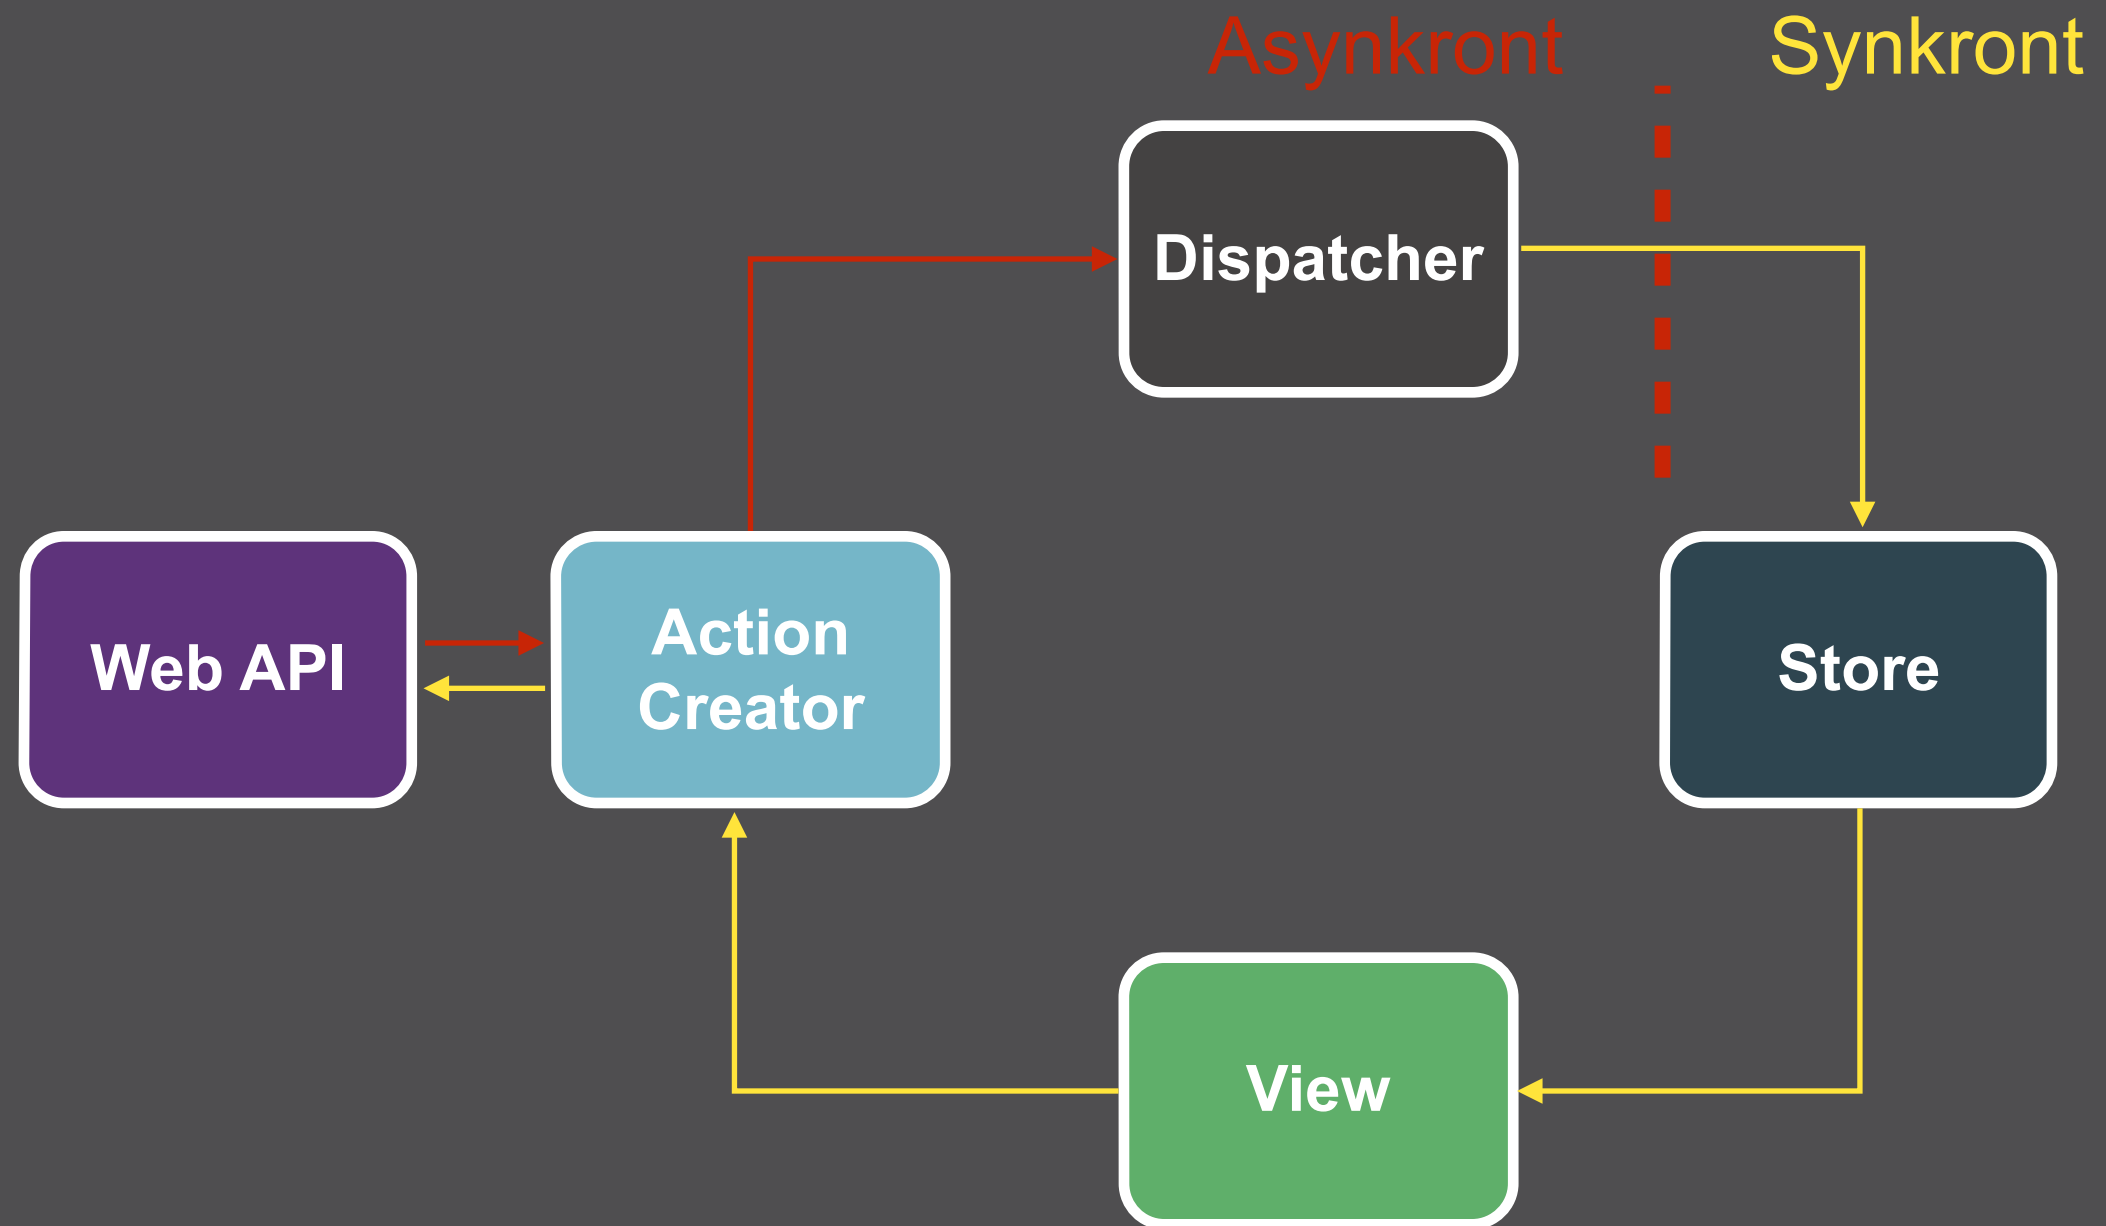 Asynkront
Synkront
Dispatcher
Web API
Action
Creator
Store
View